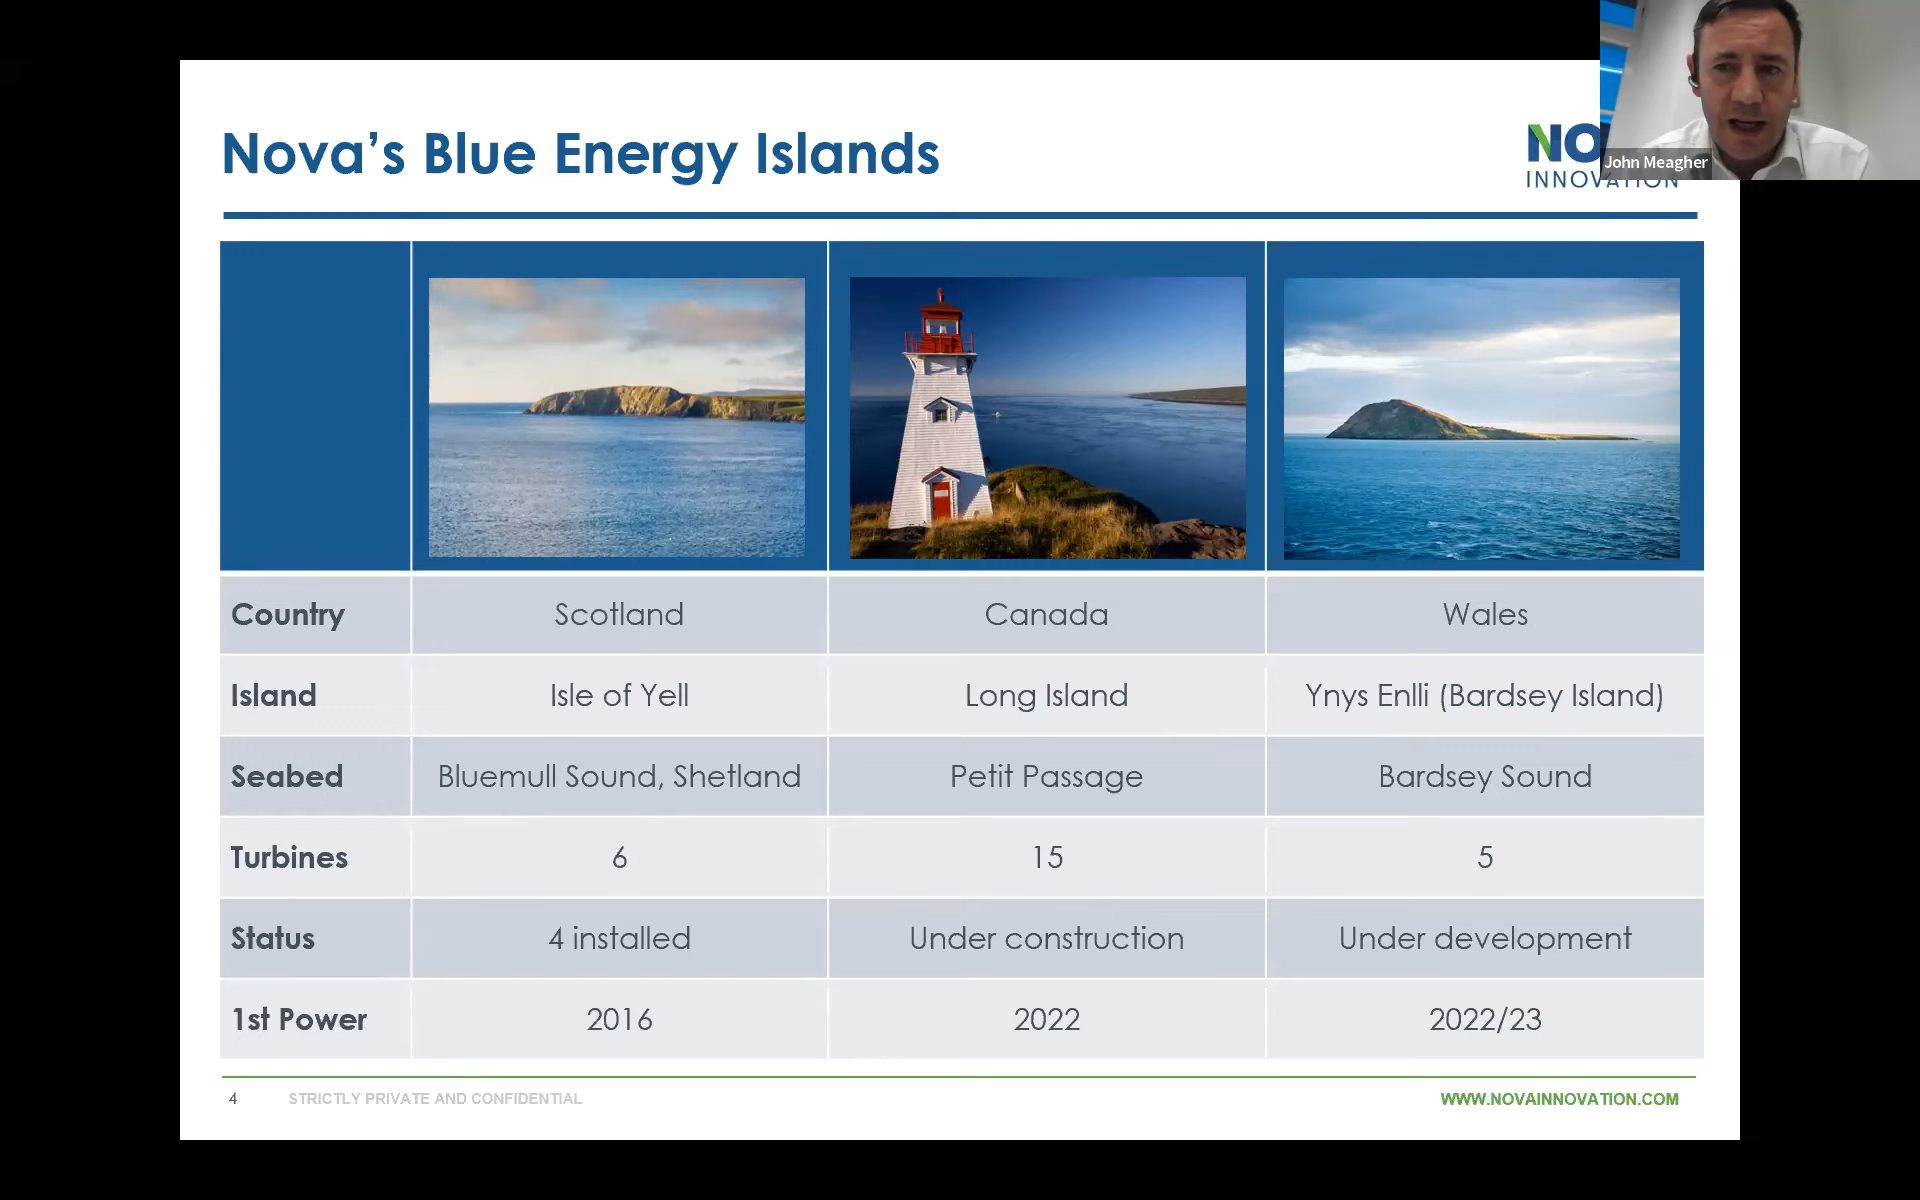 Nova's Blue Energy Islands
NO
INNOVATION
John Meagher
Country Scotland Canada Wales
Island Isle of Yell Long Island Ynys Enlli (Bardsey Island)
Seabed Bluemull Sound, Shetland Petit Passage Bardsey Sound
Turbines 6 15 5
Status 4 installed Under construction Under development
1st Power 2016 2022 2022/23
4 STRICTLY PRIVATE AND CONFIDENTIAL WWW.NOVAINNOVATION.COM